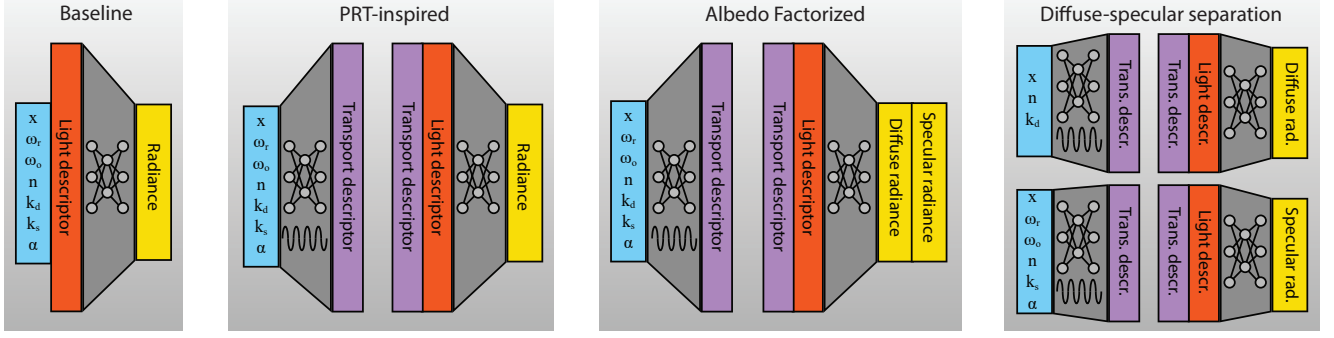 Baseline
x
ωr
ωo
n
kd
ks
α
Light descriptor
Radiance
PRT-inspired
x
ωr
ωo
n
kd
ks
α
Transport descriptor
Transport descriptor
Light descriptor
Radiance
Albedo Factorized
x
ωr
ωo
n
kd
ks
α
Transport descriptor
Transport descriptor
Light descriptor
Diffuse radiance
Specular radiance
Diffuse-specular separation
x
n
kd
Trans. descr.
Trans. descr.
Light descr.
Diffuse rad.
x
ωr
ωo
n
ks
α
Trans. descr.
Trans. descr.
Light descr.
Specular rad.